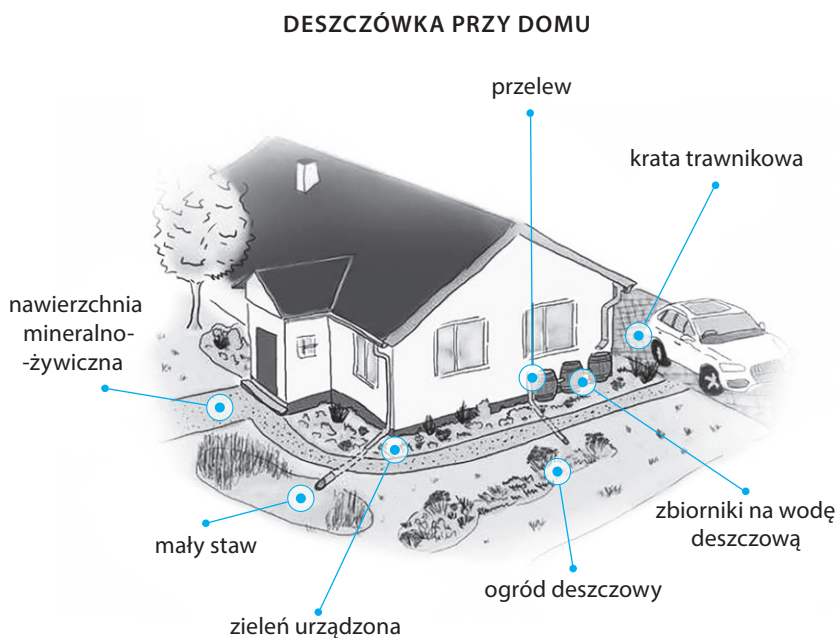 DESZCZÓWKA PRZY DOMU
przelew
krata trawnikowa
nawierzchnia
mineralno-
-żywiczna
zbiorniki na wodę
deszczową
mały staw
ogród deszczowy
zieleń urządzona